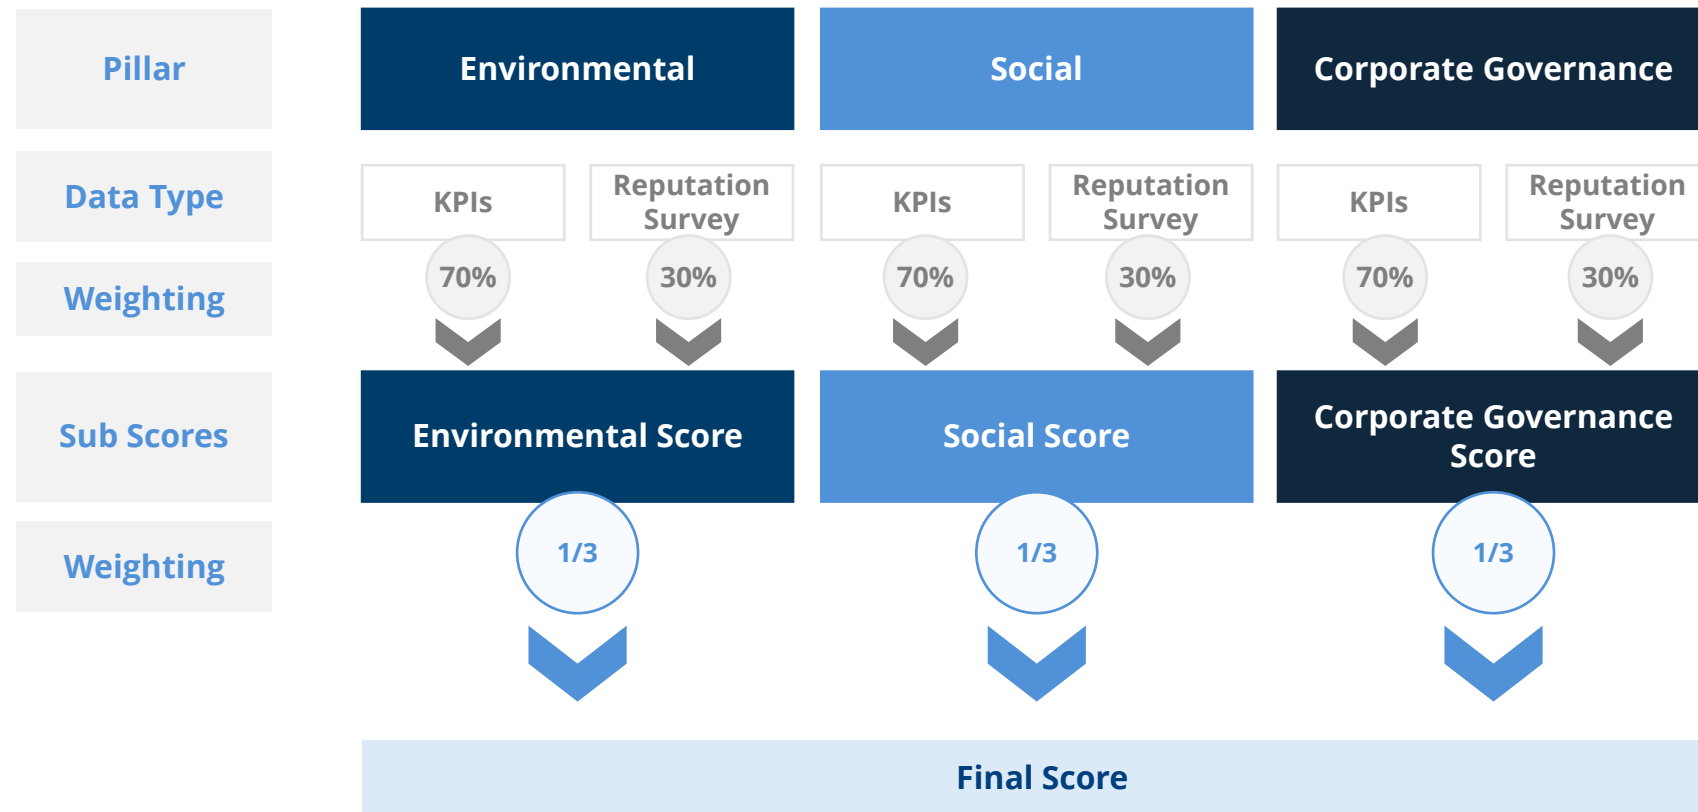 Pillar
Environmental
Social
Corporate Governance
Data Type
KPIs
Reputation
Survey
KPIs
Reputation
Survey
KPIs
Reputation
Survey
Weighting
70%
30%
70%
30%
70%
30%
Sub Scores
Environmental Score
Social Score
Corporate Governance
Score
Weighting
1/3
1/3
1/3
Final Score